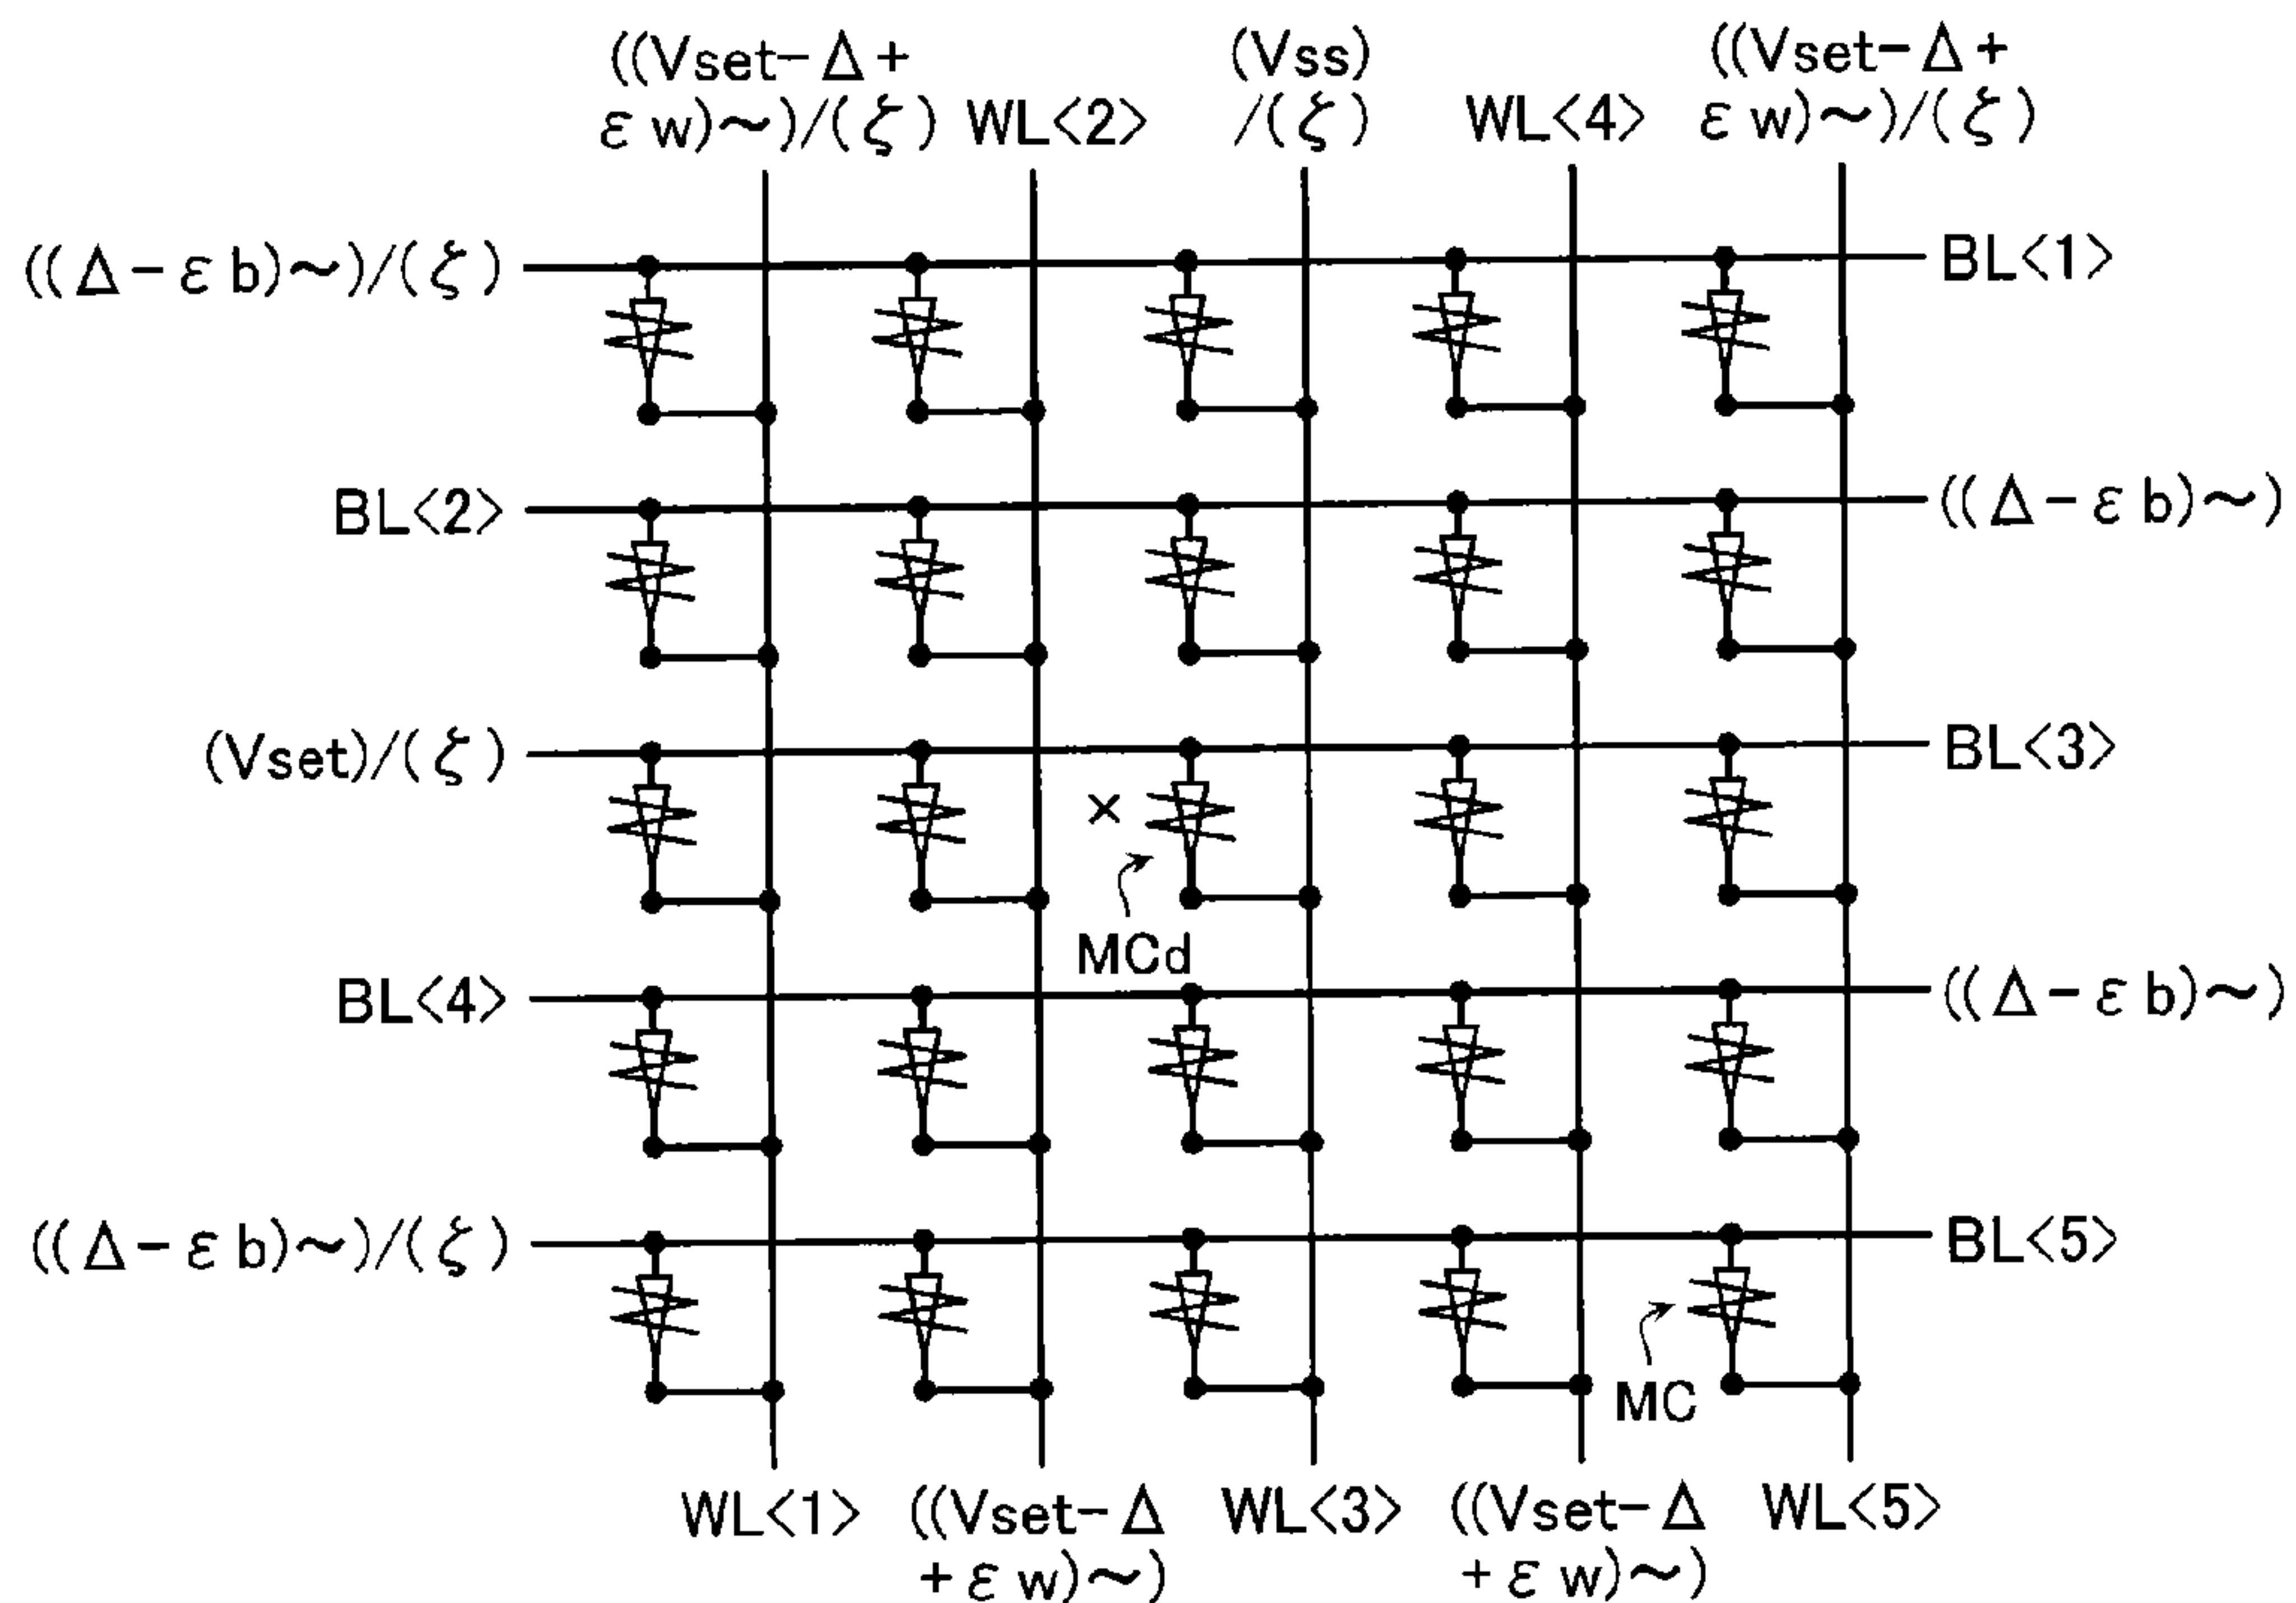 ((Vset-Δ+
εw)~)/(ζ)
WL<2>
(Vss)
/(ζ)
WL<4>
((Vset-Δ+
εw)~)/(ζ)
((Δ-εb)~)/(ζ)
BL<1>
BL<2>
((Δ-εb)~)
(Vset)/(ζ)
BL<3>
×
MCd
BL<4>
((Δ-εb)~)
((Δ-εb)~)/(ζ)
BL<5>
MC
WL<1>
((Vset-Δ
+εw)~)
WL<3>
((Vset-Δ
+εw)~)
WL<5>